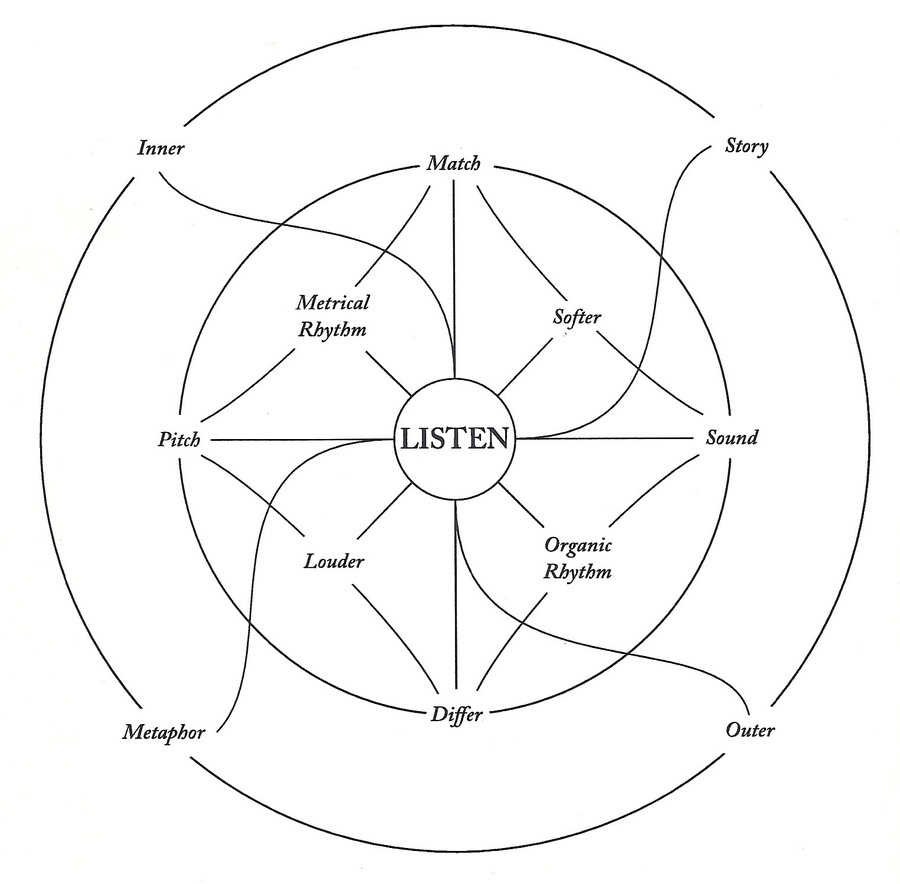 Inner
Story
Match
Metrical
Rhythm
Softer
Pitch
LISTEN
Sound
Louder
Organic
Rhythm
Differ
Metaphor
Outer